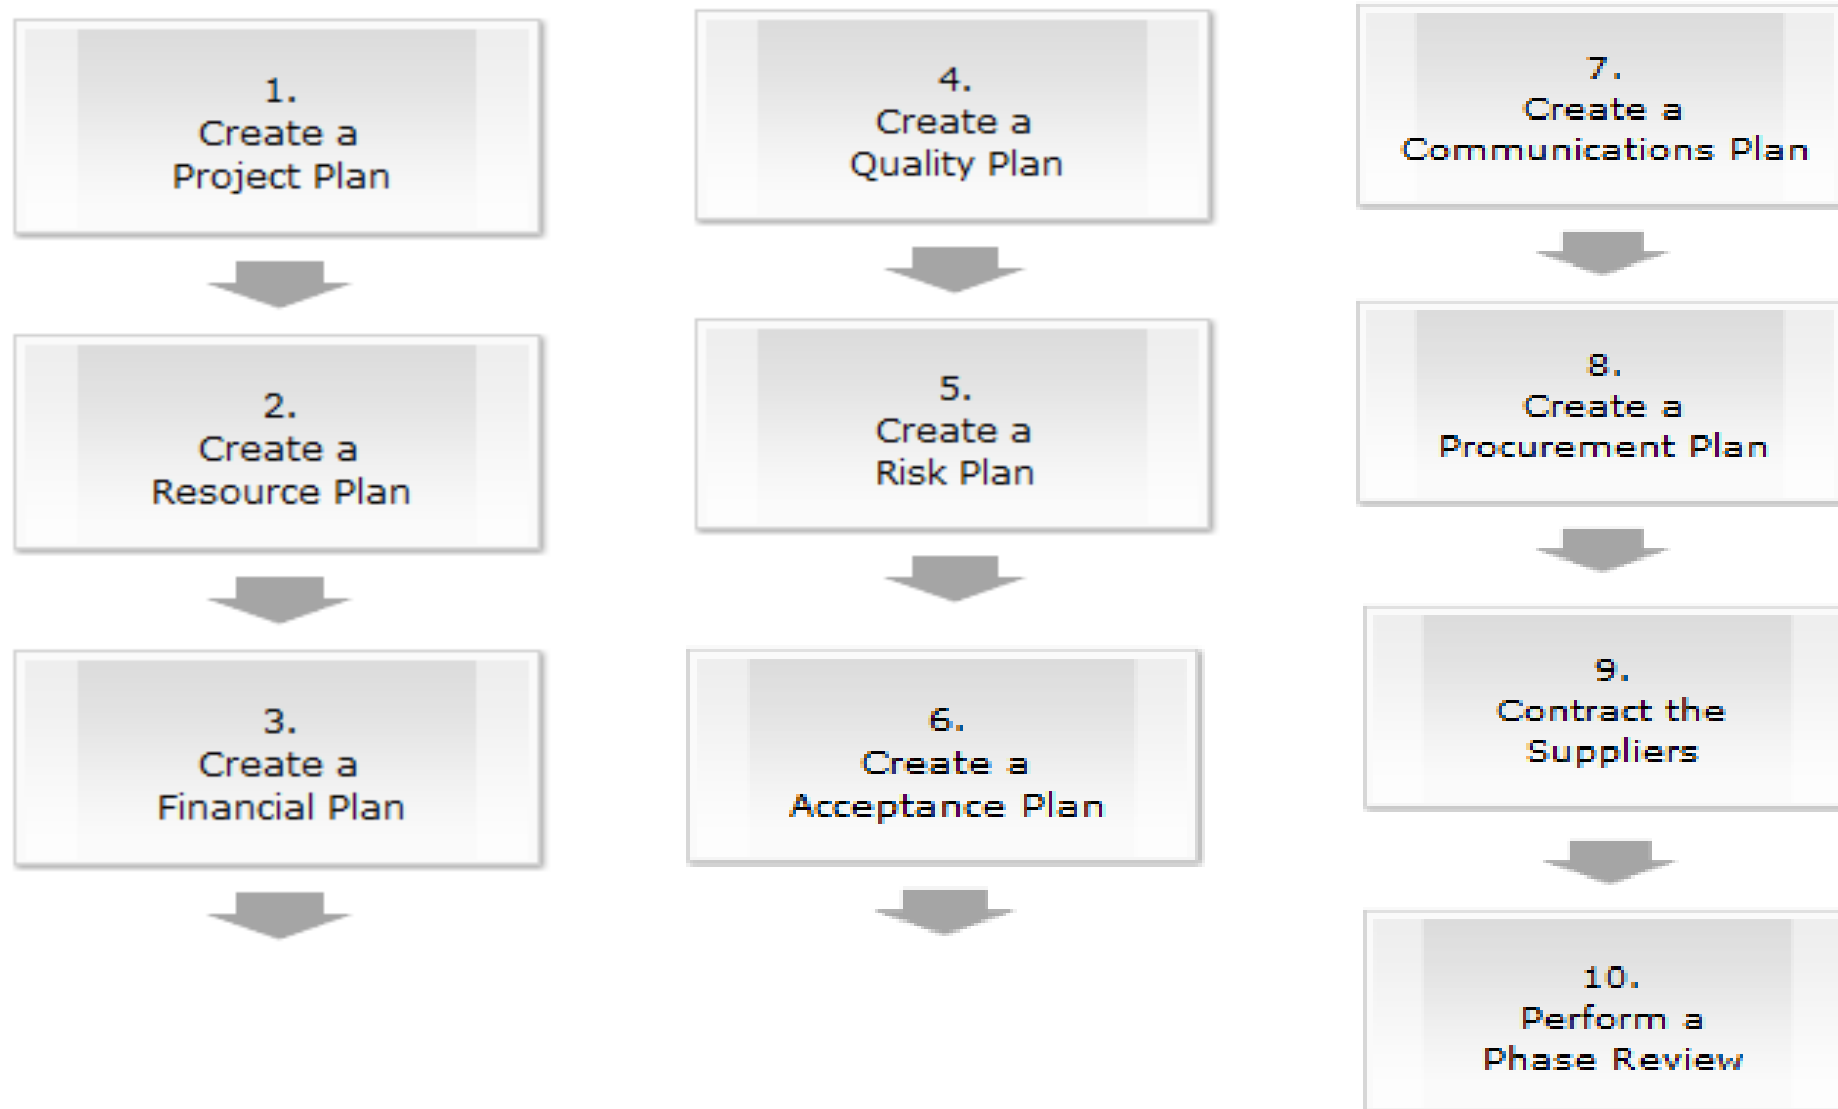 1.
Create a
Project Plan
2.
Create a
Resource Plan
3.
Create a
Financial Plan
4.
Create a
Quality Plan
5.
Create a
Risk Plan
6.
Create a
Acceptance Plan
7.
Create a
Communications Plan
8.
Create a
Procurement Plan
9.
Contract the
Suppliers
10.
Perform a
Phase Review